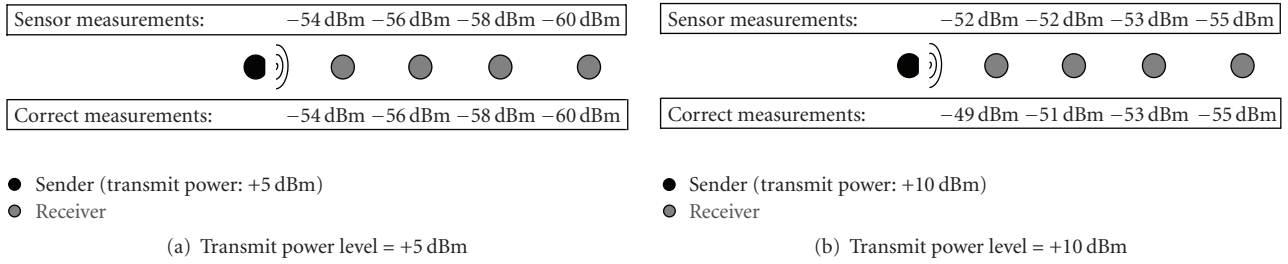 Sensor measurements: −54 dBm −56 dBm −58 dBm −60 dBm
Correct measurements: −54 dBm −56 dBm −58 dBm −60 dBm
Sender (transmit power: +5 dBm)
Receiver
(a) Transmit power level = +5 dBm
Sensor measurements: −52 dBm −52 dBm −53 dBm −55 dBm
Correct measurements: −49 dBm −51 dBm −53 dBm −55 dBm
Sender (transmit power: +10 dBm)
Receiver
(b) Transmit power level = +10 dBm